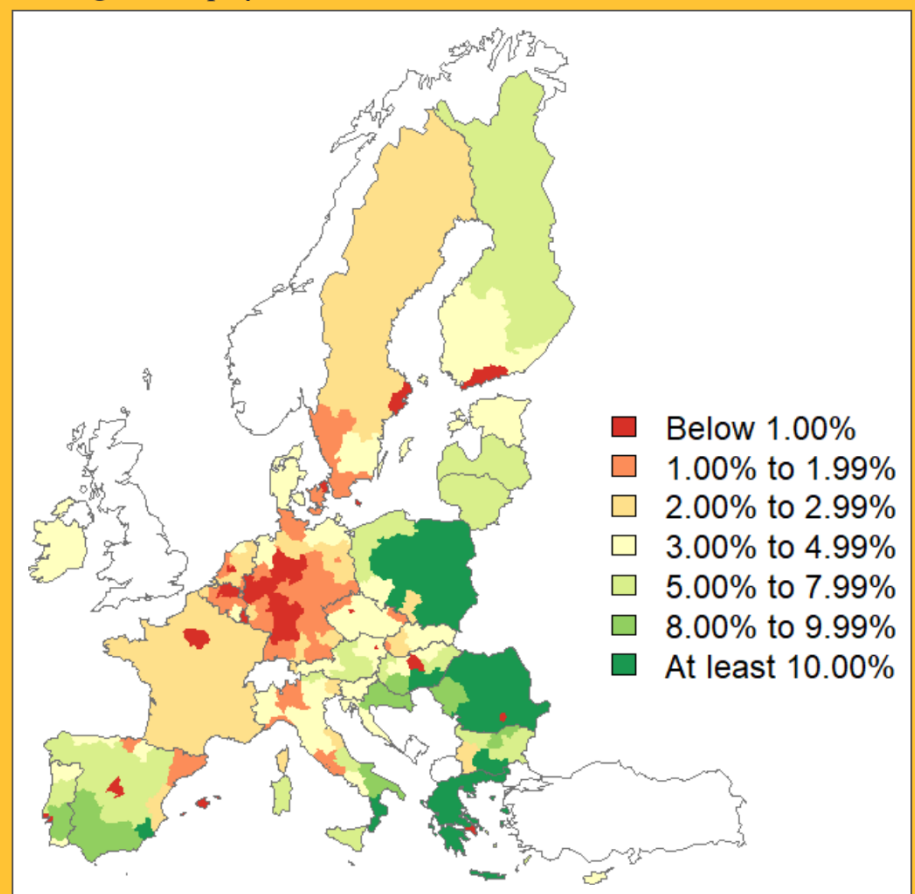 Below 1.00%
1.00% to 1.99%
2.00% to 2.99%
3.00% to 4.99%
5.00% to 7.99%
8.00% to 9.99%
At least 10.00%